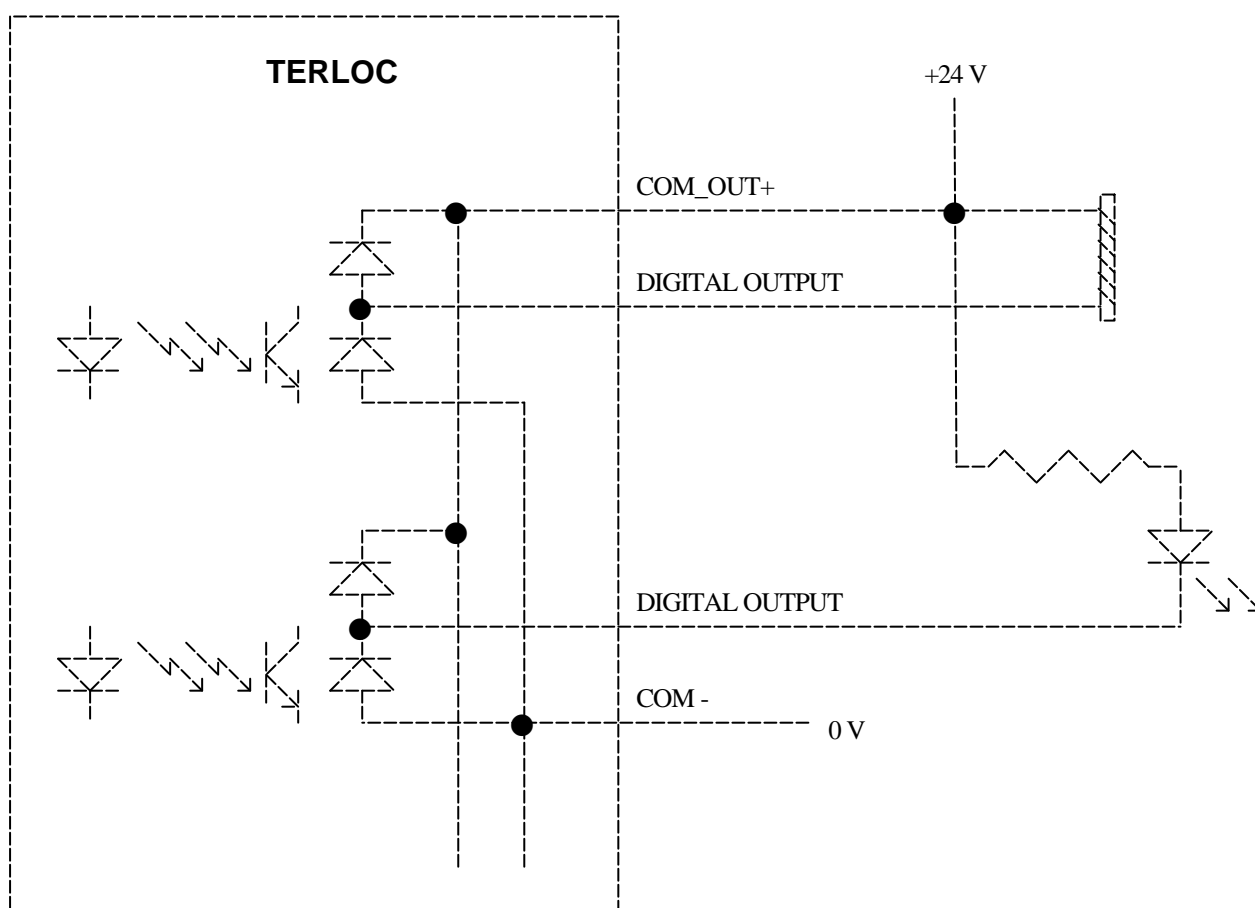 TERLOC
+24 V
COM_OUT+
DIGITAL OUTPUT
DIGITAL OUTPUT
COM -
0 V